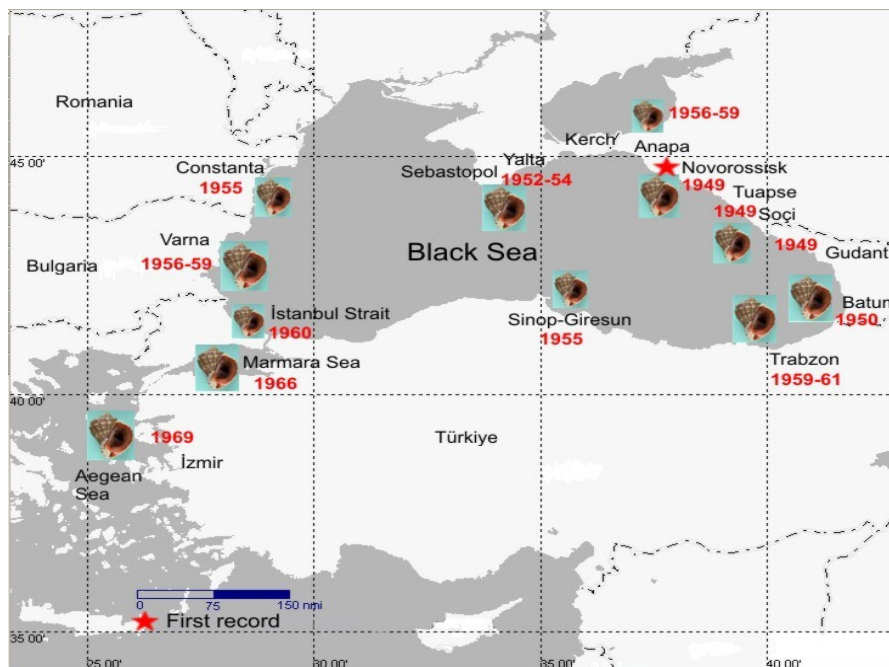 Romania
1956-59
Kerch
Anapa
45 00'
Constanta
1955
Sebastopol
Yalta
1952-54
Novorossisk
1949
Tuapse
1949
Soçi
Varna
1956-59
Bulgaria
Black Sea
1949
Gudant
İstanbul Strait
1960
Sinop-Giresun
1955
Batum
1950
Marmara Sea
1966
Trabzon
1959-61
40 00'
1969
Türkiye
İzmir
Aegean
Sea
0 75 150 nmi
First record
35 00'
25 00' 30 00' 35 00' 40 00'